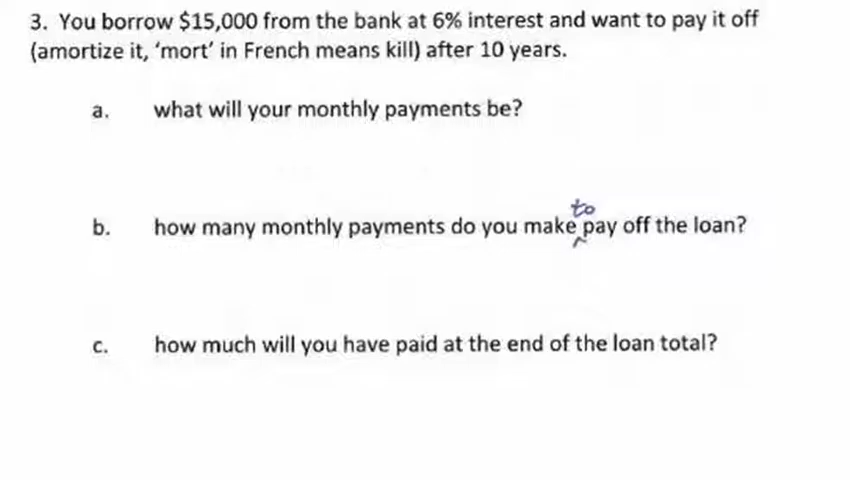 3. You borrow $15,000 from the bank at 6% interest and want to pay it off
(amortize it, ‘mort’ in French means kill) after 10 years.
a. what will your monthly payments be?
to
b. how many monthly payments do you make pay off the loan?
c. how much will you have paid at the end of the loan total?